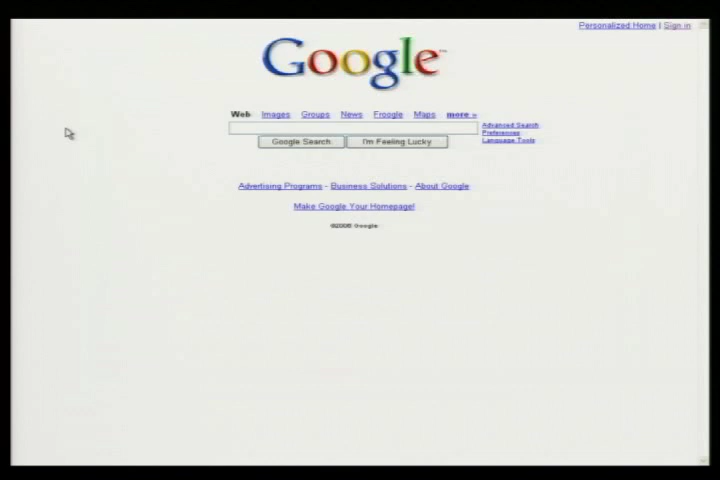 Personalized Home | Sign in
Google™
Web Images Groups News Froogle Maps more »
Advanced Search
Preferences
Language Tools
Google Search I'm Feeling Lucky
Advertising Programs - Business Solutions - About Google
Make Google Your Homepage!
©2006 Google